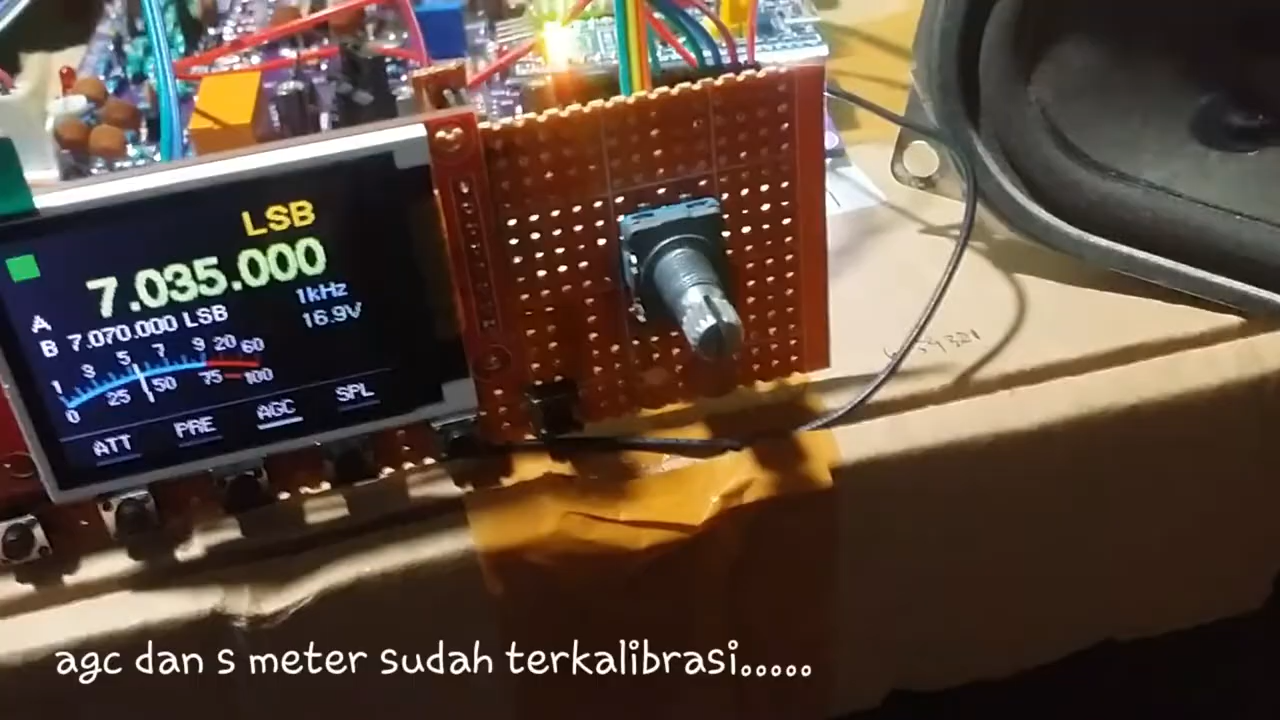 LSB
7.035.000
A
1kHz
B 7.070.000 LSB
16.9V
1 3 5 7 9 20 60
0 25 50 75 100
ATT PRE AGC SPL
agc dan s meter sudah terkalibrasi.....